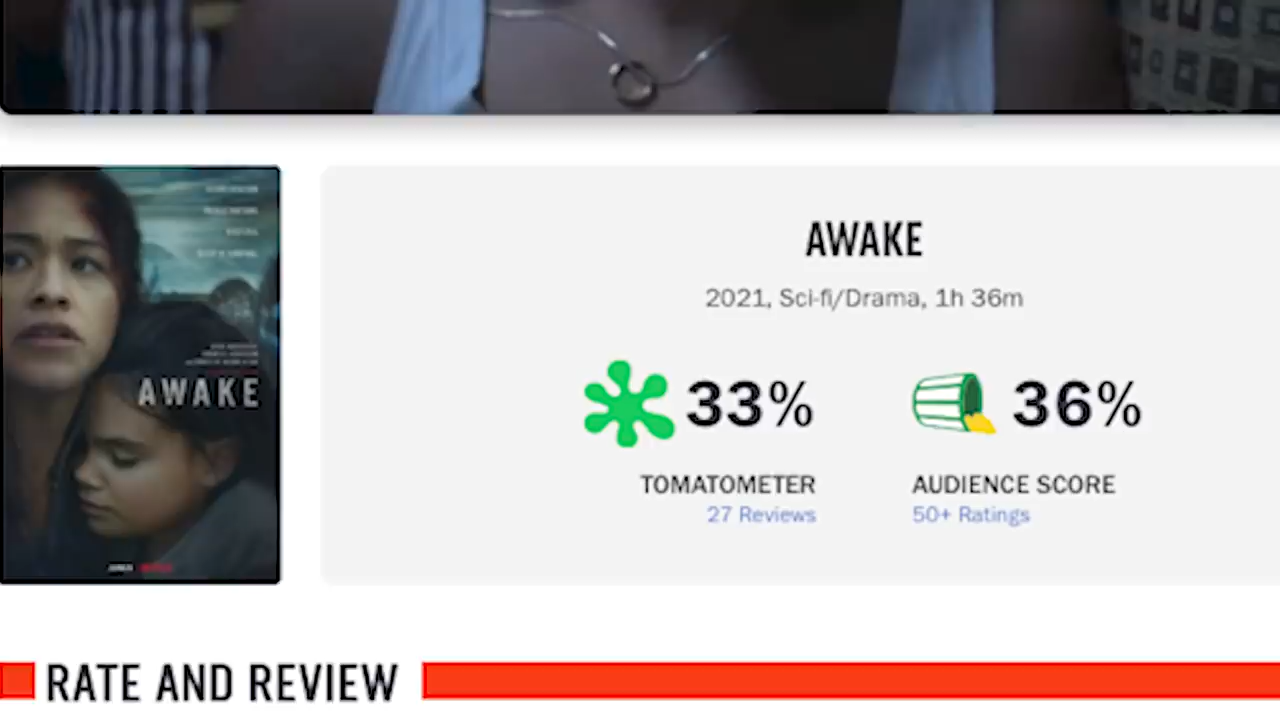 AWAKE
AWAKE
2021, Sci-fi/Drama, 1h 36m
33%
36%
TOMATOMETER
AUDIENCE SCORE
27 Reviews
50+ Ratings
RATE AND REVIEW